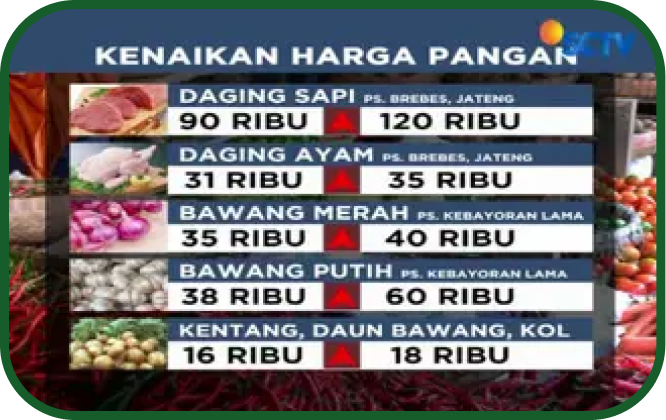 SCTV
KENAIKAN HARGA PANGAN
DAGING SAPI PS. BREBES, JATENG
90 RIBU 120 RIBU
DAGING AYAM PS. BREBES, JATENG
31 RIBU 35 RIBU
BAWANG MERAH PS. KEBAYORAN LAMA
35 RIBU 40 RIBU
BAWANG PUTIH PS. KEBAYORAN LAMA
38 RIBU 60 RIBU
KENTANG, DAUN BAWANG, KOL
16 RIBU 18 RIBU